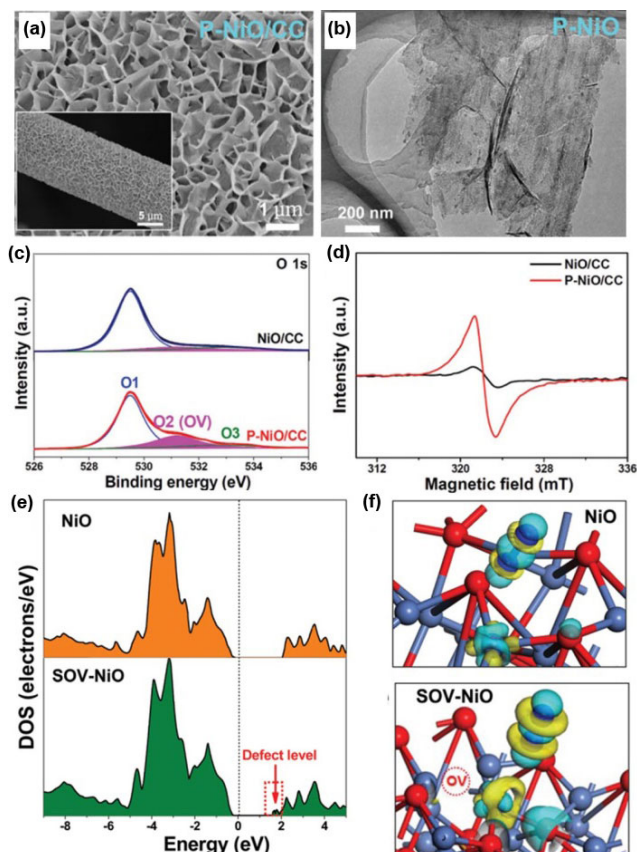 (a)
P-NiO/CC
5 μm
1 μm
(b)
P-NiO
200 nm
(c)
O 1s
NiO/CC
O1
O2 (OV)
O3
P-NiO/CC
Intensity (a.u.)
526 528 530 532 534 536
Binding energy (eV)
(d)
NiO/CC
P-NiO/CC
Intensity (a.u.)
312 320 328 336
Magnetic field (mT)
(e)
NiO
SOV-NiO
Defect level
DOS (electrons/eV)
-8 -6 -4 -2 0 2 4
Energy (eV)
(f)
NiO
SOV-NiO
OV